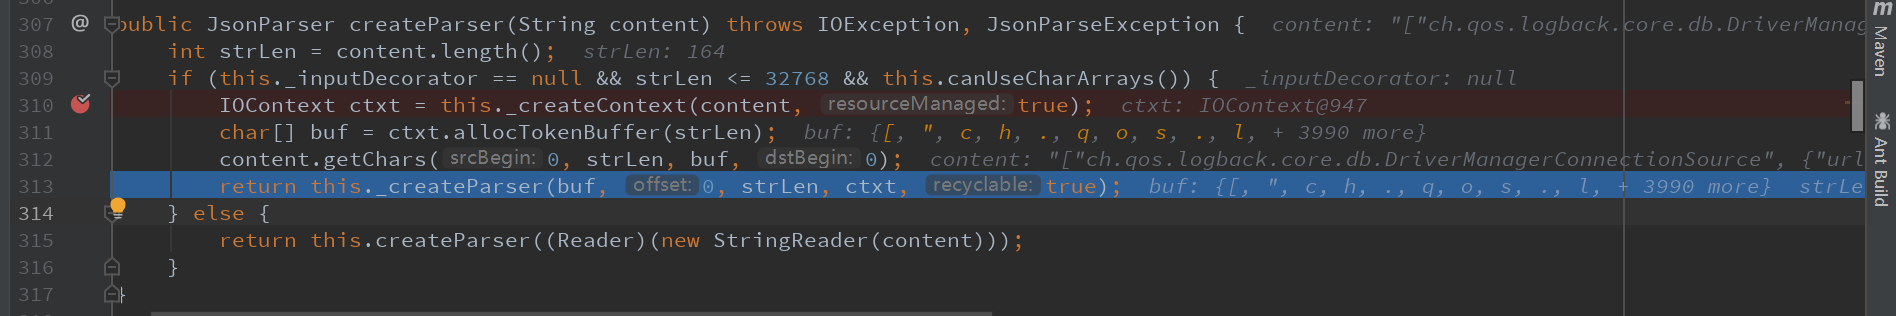 307 @ public JsonParser createParser(String content) throws IOException, JsonParseException { content: "["ch.qos.logback.core.db.DriverManag
308 int strLen = content.length(); strLen: 164
309 if (this._inputDecorator == null && strLen <= 32768 && this.canUseCharArrays()) { _inputDecorator: null
310 IOContext ctxt = this._createContext(content, resourceManaged: true); ctxt: IOContext@947
311 char[] buf = ctxt.allocTokenBuffer(strLen); buf: {[, ", c, h, ., q, o, s, ., l, + 3990 more}
312 content.getChars( srcBegin: 0, strLen, buf, dstBegin: 0); content: "["ch.qos.logback.core.db.DriverManagerConnectionSource", {"url
313 return this._createParser(buf, offset: 0, strLen, ctxt, recyclable: true); buf: {[, ", c, h, ., q, o, s, ., l, + 3990 more} strLe
314 } else {
315 return this.createParser((Reader)(new StringReader(content)));
316 }
317 }
m Maven
Ant Build